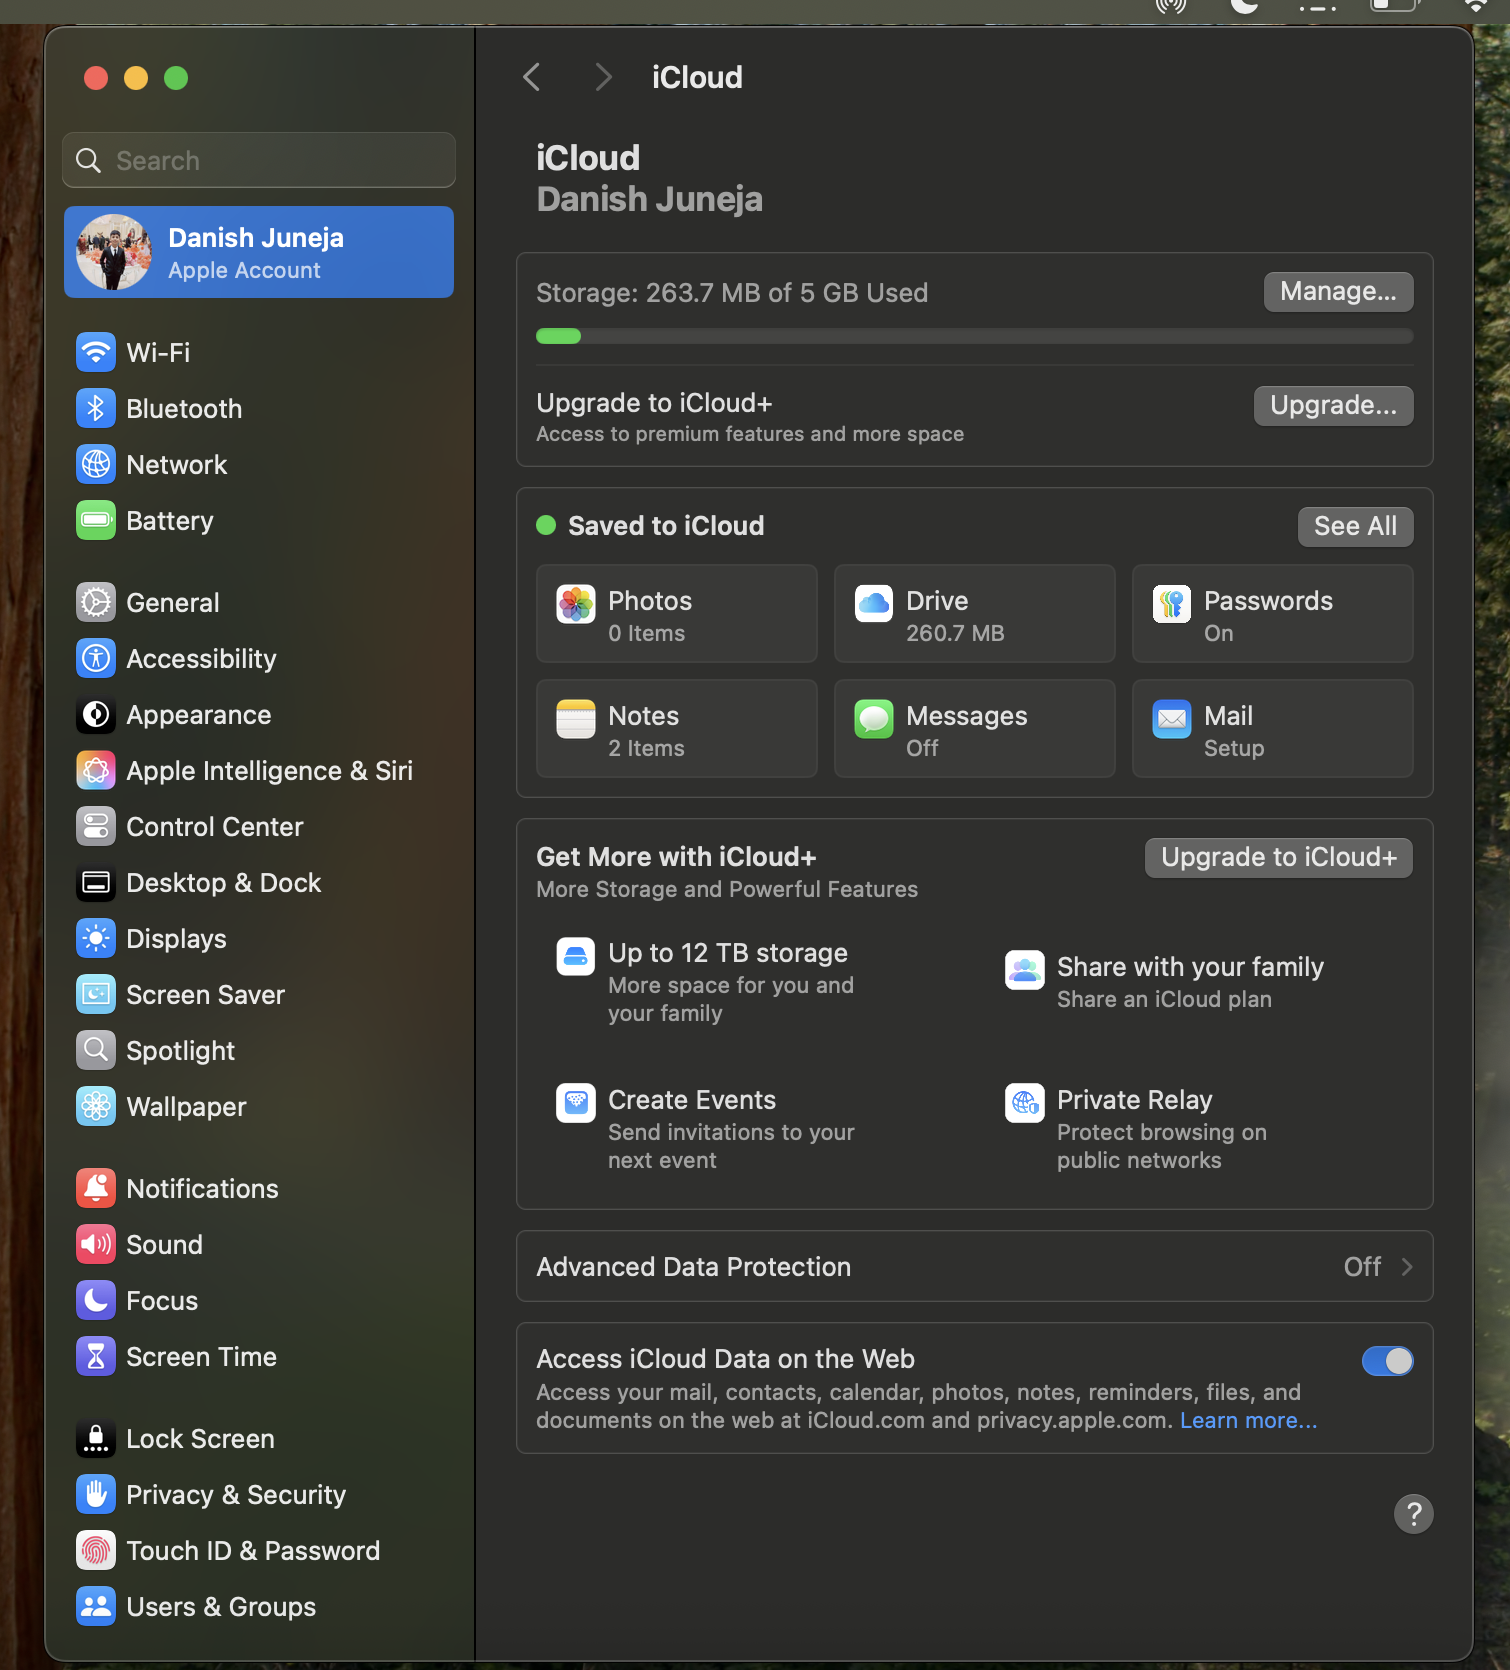 Search
Danish Juneja
Apple Account
Wi-Fi
Bluetooth
Network
Battery
General
Accessibility
Appearance
Apple Intelligence & Siri
Control Center
Desktop & Dock
Displays
Screen Saver
Spotlight
Wallpaper
Notifications
Sound
Focus
Screen Time
Lock Screen
Privacy & Security
Touch ID & Password
Users & Groups
iCloud
iCloud
Danish Juneja
Storage: 263.7 MB of 5 GB Used
Manage...
Upgrade to iCloud+
Access to premium features and more space
Upgrade...
Saved to iCloud
See All
Photos
0 Items
Drive
260.7 MB
Passwords
On
Notes
2 Items
Messages
Off
Mail
Setup
Get More with iCloud+
More Storage and Powerful Features
Upgrade to iCloud+
Up to 12 TB storage
More space for you and
your family
Share with your family
Share an iCloud plan
Create Events
Send invitations to your
next event
Private Relay
Protect browsing on
public networks
Advanced Data Protection
Off
Access iCloud Data on the Web
Access your mail, contacts, calendar, photos, notes, reminders, files, and
documents on the web at iCloud.com and privacy.apple.com. Learn more...
?